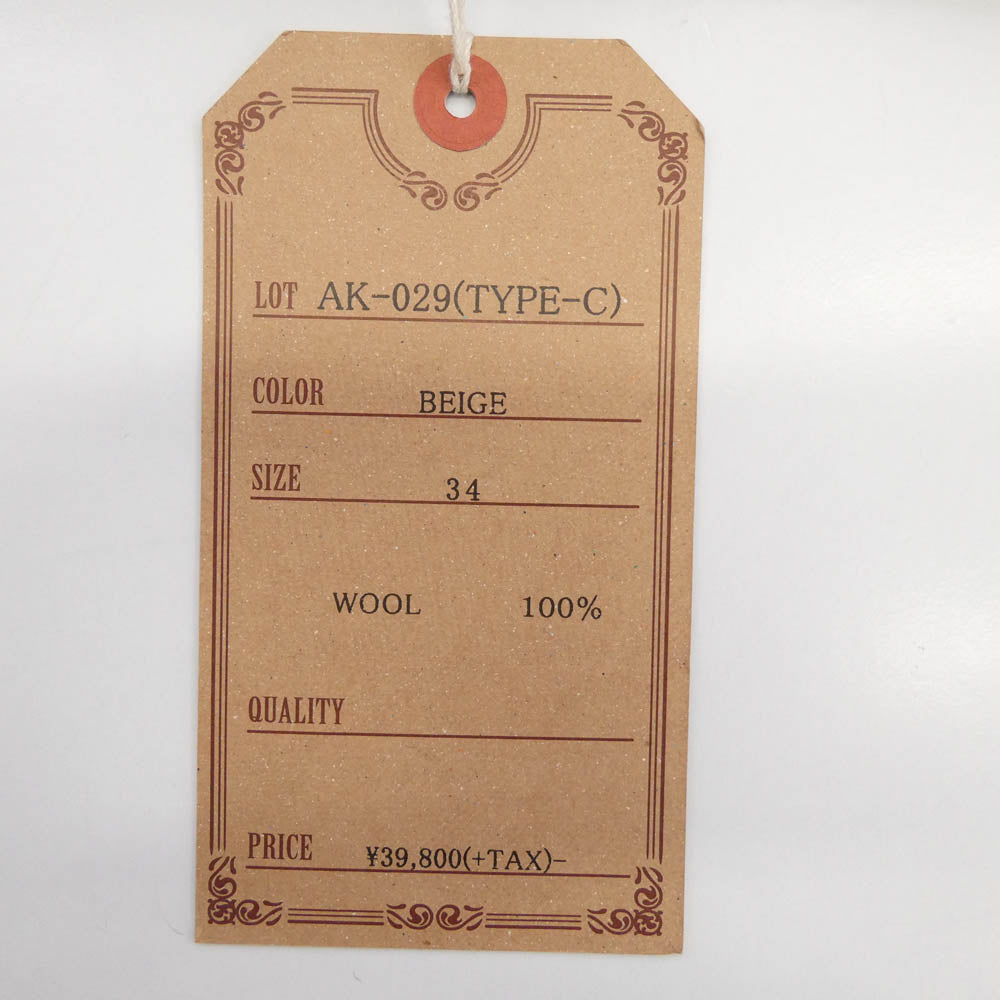 LOT AK-029(TYPE-C)
COLOR BEIGE
SIZE 34
WOOL 100%
QUALITY
PRICE ¥39,800(+TAX)-